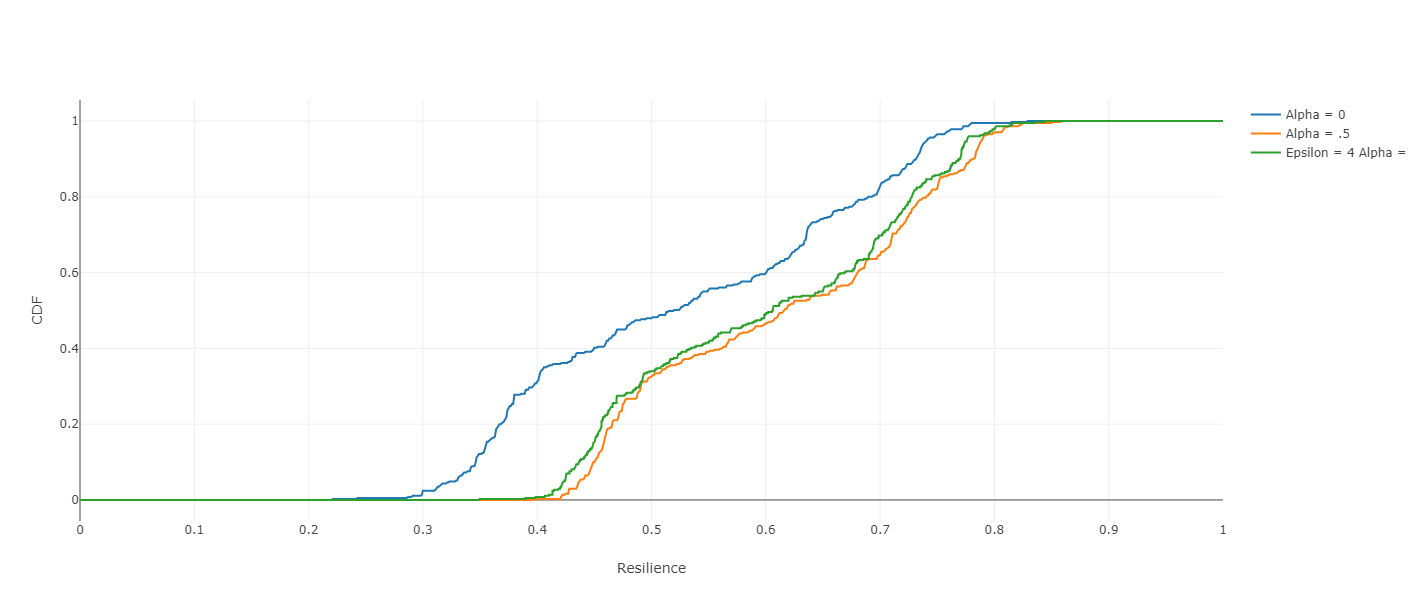 Alpha = 0
Alpha = .5
Epsilon = 4 Alpha =
1
0.8
0.6
0.4
0.2
0
CDF
0 0.1 0.2 0.3 0.4 0.5 0.6 0.7 0.8 0.9 1
Resilience